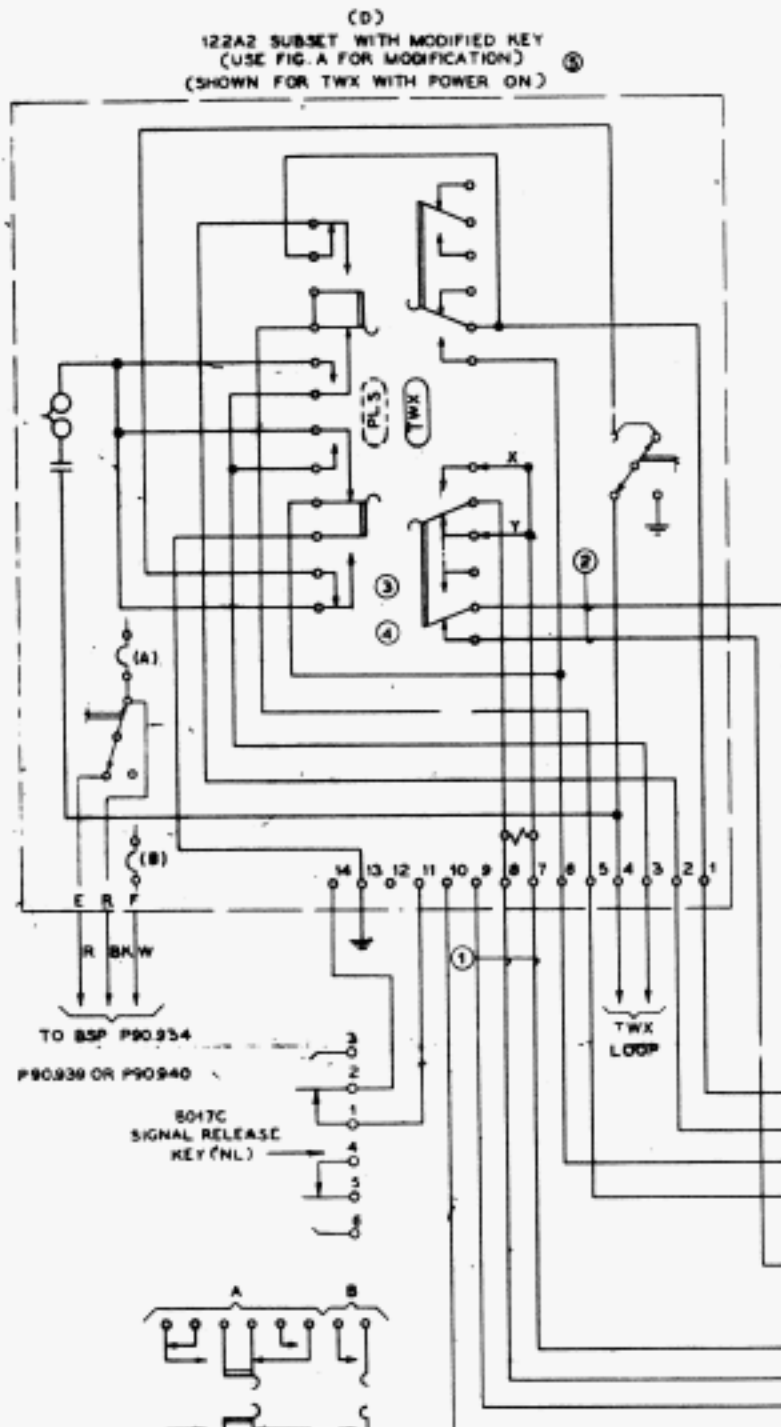 (D)
122A2 SUBSET WITH MODIFIED KEY
(USE FIG. A FOR MODIFICATION) 5
(SHOWN FOR TWX WITH POWER ON)
PLS TWX
X
Y
2
3
4
(A)
(B)
14 13 12 11 10 9 8 7 6 5 4 3 2 1
E R F
R BK W
1
TO BSP P90.934
P90.939 OR P90.940
TWX
LOOP
3
2
1
6017C
SIGNAL RELEASE
KEY (NL)
4
5
6
A B